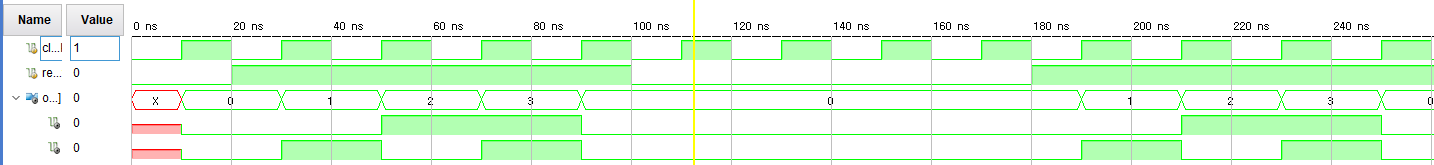 Name Value 0 ns 20 ns 40 ns 60 ns 80 ns 100 ns 120 ns 140 ns 160 ns 180 ns 200 ns 220 ns 240 ns
cl...l 1
re... 0
o...] 0 X 0 1 2 3 0 1 2 3 0
0
0